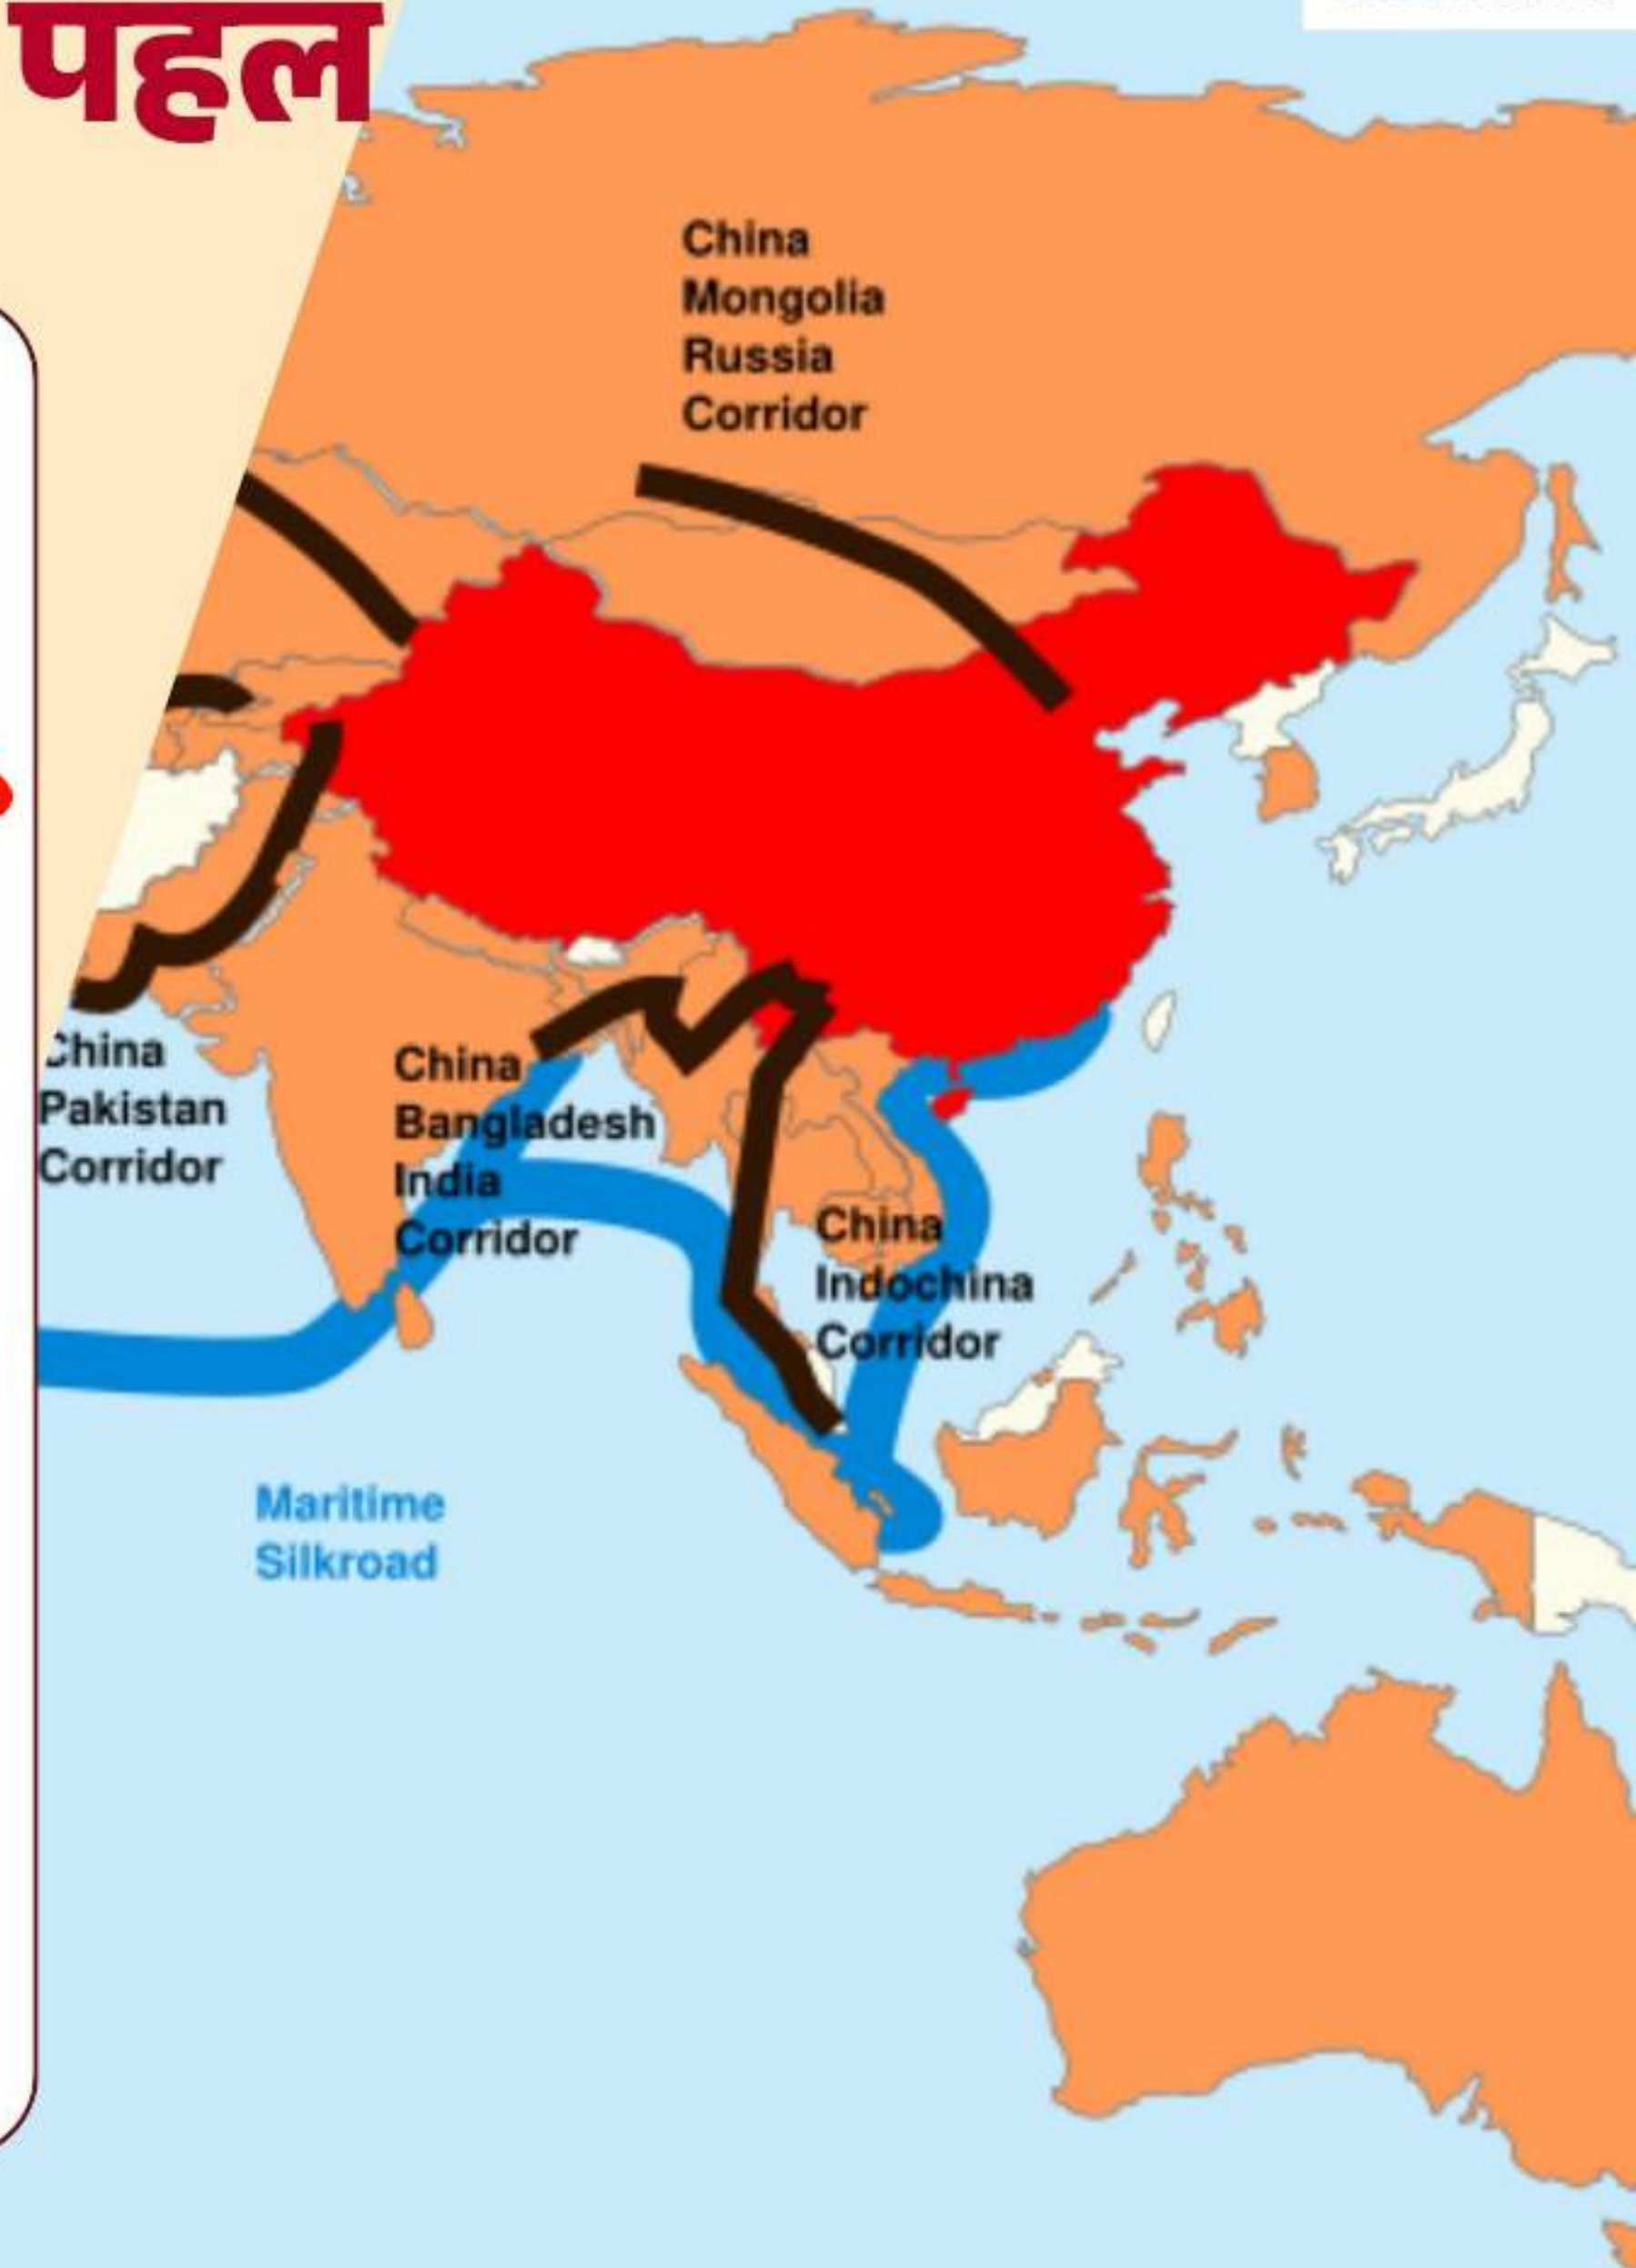 पहल
China
Mongolia
Russia
Corridor
China
Pakistan
Corridor
China
Bangladesh
India
Corridor
China
Indochina
Corridor
Maritime
Silkroad